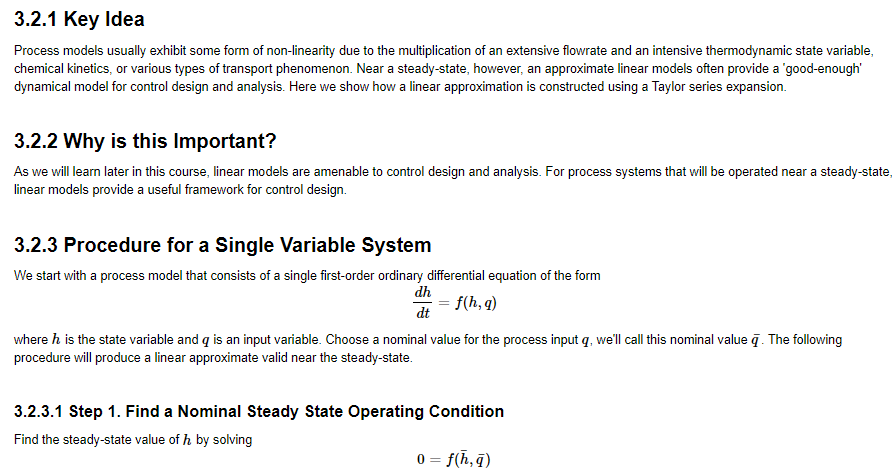 3.2.1 Key Idea
Process models usually exhibit some form of non-linearity due to the multiplication of an extensive flowrate and an intensive thermodynamic state variable,
chemical kinetics, or various types of transport phenomenon. Near a steady-state, however, an approximate linear models often provide a 'good-enough'
dynamical model for control design and analysis. Here we show how a linear approximation is constructed using a Taylor series expansion.
3.2.2 Why is this Important?
As we will learn later in this course, linear models are amenable to control design and analysis. For process systems that will be operated near a steady-state,
linear models provide a useful framework for control design.
3.2.3 Procedure for a Single Variable System
We start with a process model that consists of a single first-order ordinary differential equation of the form
dh/dt = f(h, q)
where h is the state variable and q is an input variable. Choose a nominal value for the process input q, we'll call this nominal value q̄ . The following
procedure will produce a linear approximate valid near the steady-state.
3.2.3.1 Step 1. Find a Nominal Steady State Operating Condition
Find the steady-state value of h by solving
0 = f(h̄, q̄)